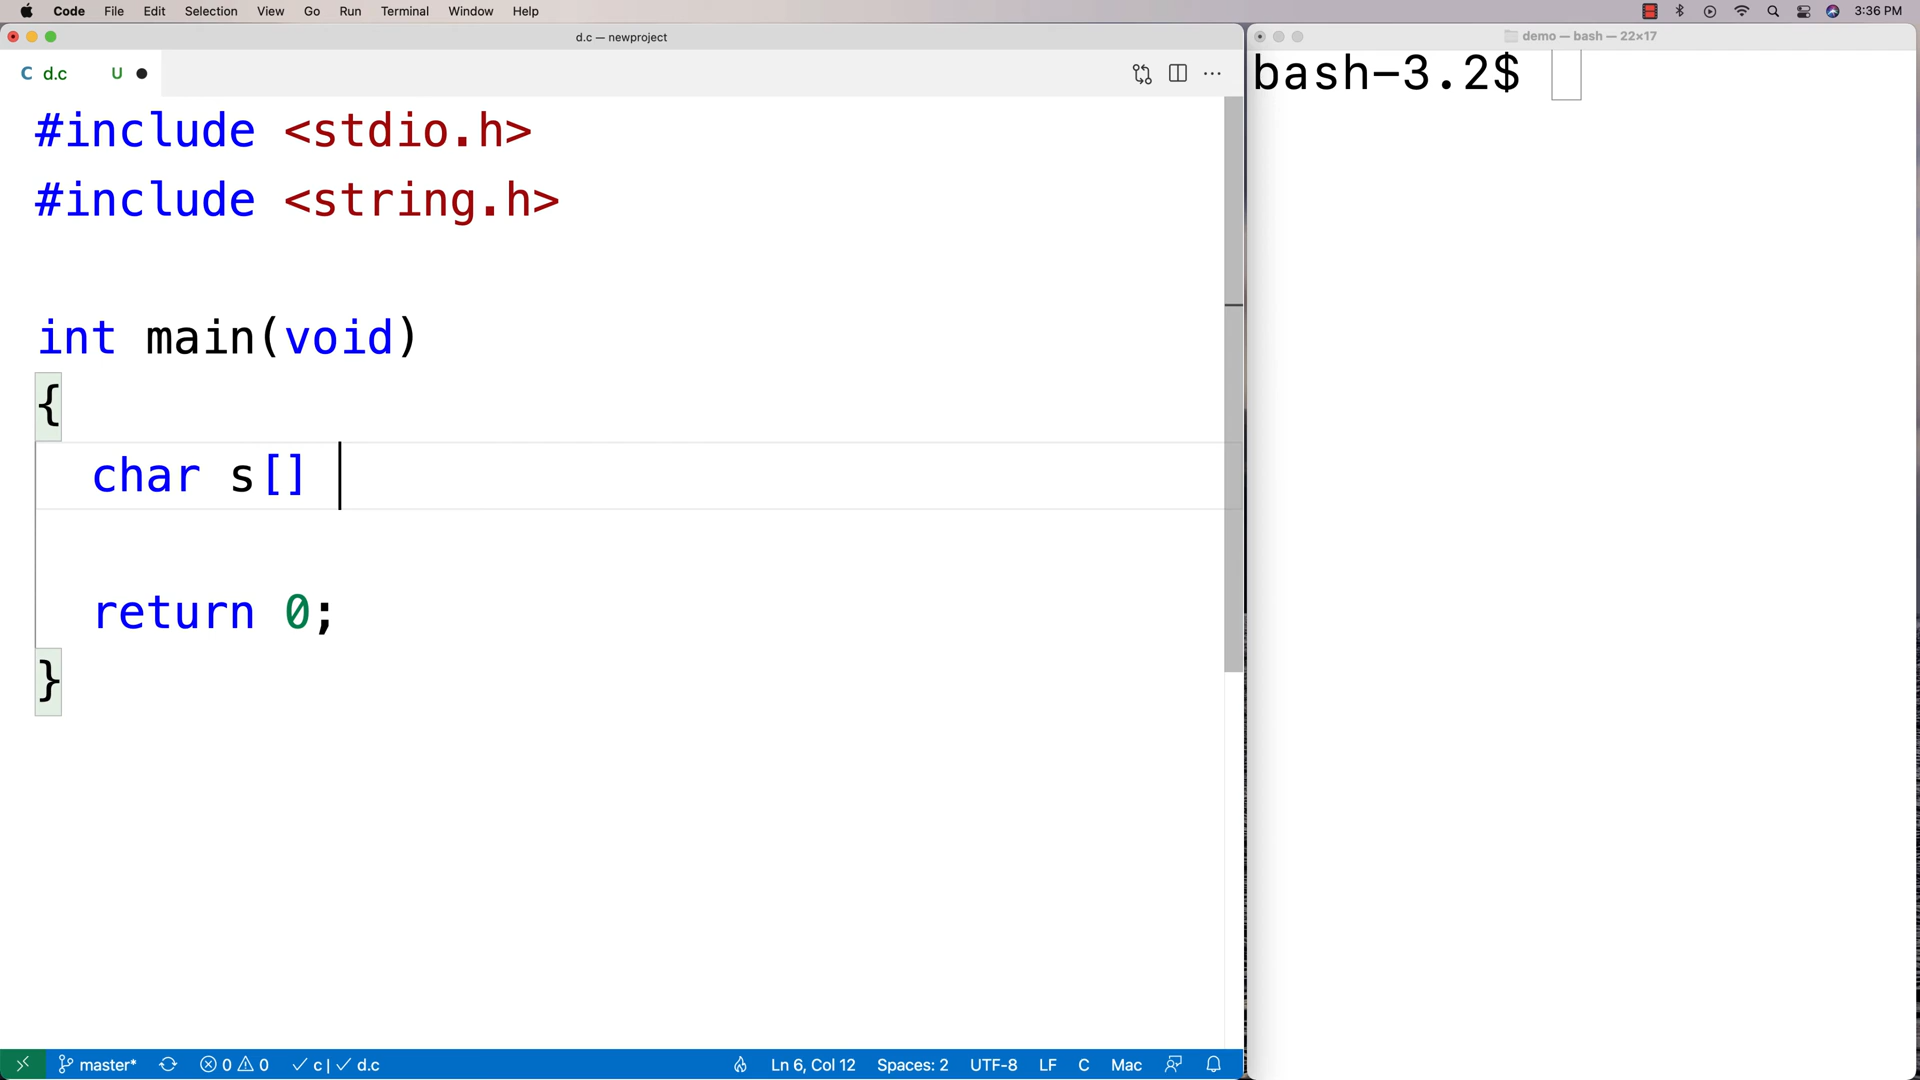 Code File Edit Selection View Go Run Terminal Window Help 3:36 PM
d.c — newproject
demo — bash — 22×17
C d.c U
bash-3.2$
#include <stdio.h>
#include <string.h>
int main(void)
{
char s[]
return 0;
}
master* 0 0 c | d.c Ln 6, Col 12 Spaces: 2 UTF-8 LF C Mac